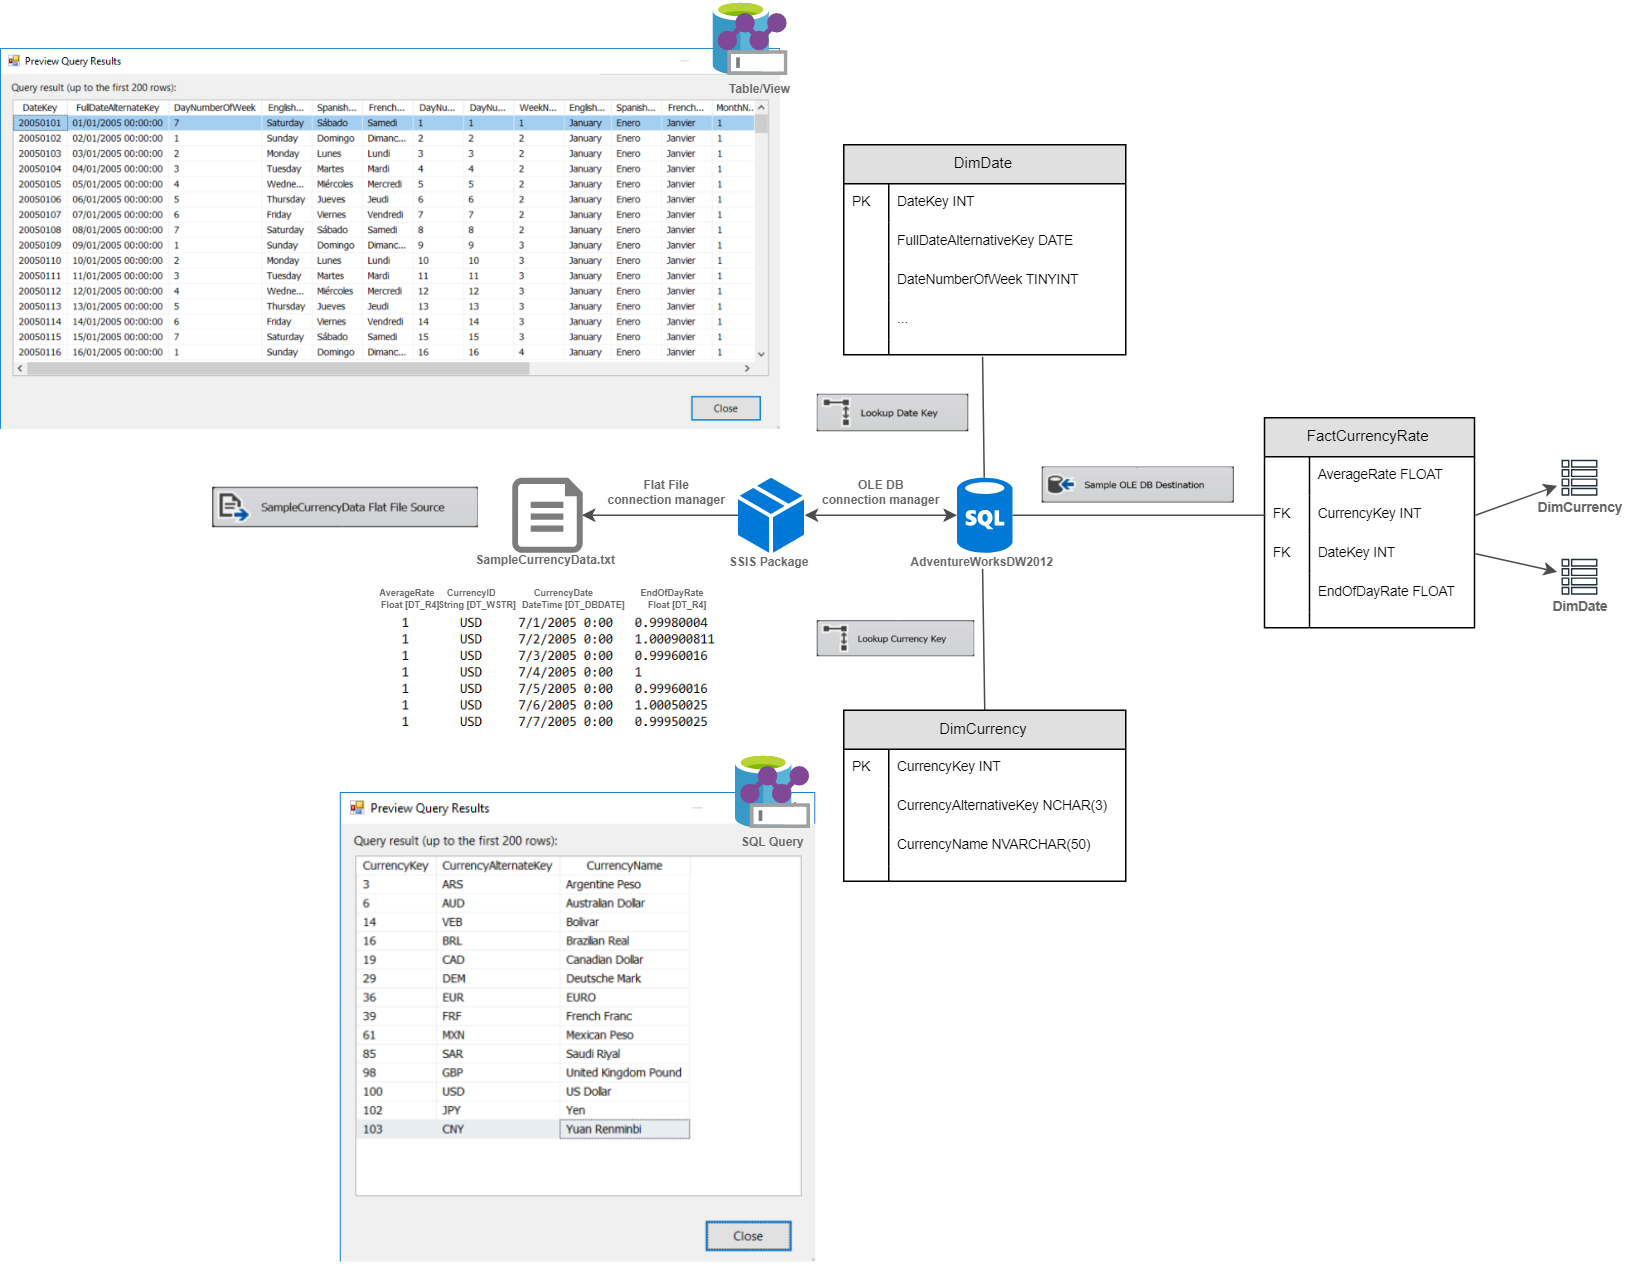 Preview Query Results
Query result (up to the first 200 rows):
Table/View
DateKey FullDateAlternateKey DayNumberOfWeek English... Spanish... French... DayNu... DayNu... WeekN... English... Spanish... French... MonthN...
20050101 01/01/2005 00:00:00 7 Saturday Sábado Samedi 1 1 1 January Enero Janvier 1
20050102 02/01/2005 00:00:00 1 Sunday Domingo Dimanc... 2 2 2 January Enero Janvier 1
20050103 03/01/2005 00:00:00 2 Monday Lunes Lundi 3 3 2 January Enero Janvier 1
20050104 04/01/2005 00:00:00 3 Tuesday Martes Mardi 4 4 2 January Enero Janvier 1
20050105 05/01/2005 00:00:00 4 Wedne... Miércoles Mercredi 5 5 2 January Enero Janvier 1
20050106 06/01/2005 00:00:00 5 Thursday Jueves Jeudi 6 6 2 January Enero Janvier 1
20050107 07/01/2005 00:00:00 6 Friday Viernes Vendredi 7 7 2 January Enero Janvier 1
20050108 08/01/2005 00:00:00 7 Saturday Sábado Samedi 8 8 2 January Enero Janvier 1
20050109 09/01/2005 00:00:00 1 Sunday Domingo Dimanc... 9 9 3 January Enero Janvier 1
20050110 10/01/2005 00:00:00 2 Monday Lunes Lundi 10 10 3 January Enero Janvier 1
20050111 11/01/2005 00:00:00 3 Tuesday Martes Mardi 11 11 3 January Enero Janvier 1
20050112 12/01/2005 00:00:00 4 Wedne... Miércoles Mercredi 12 12 3 January Enero Janvier 1
20050113 13/01/2005 00:00:00 5 Thursday Jueves Jeudi 13 13 3 January Enero Janvier 1
20050114 14/01/2005 00:00:00 6 Friday Viernes Vendredi 14 14 3 January Enero Janvier 1
20050115 15/01/2005 00:00:00 7 Saturday Sábado Samedi 15 15 3 January Enero Janvier 1
20050116 16/01/2005 00:00:00 1 Sunday Domingo Dimanc... 16 16 4 January Enero Janvier 1
Close
DimDate
PK DateKey INT
FullDateAlternativeKey DATE
DateNumberOfWeek TINYINT
...
Lookup Date Key
SampleCurrencyData Flat File Source
SampleCurrencyData.txt
Flat File
connection manager
SSIS Package
OLE DB
connection manager
SQL
AdventureWorksDW2012
Sample OLE DB Destination
FactCurrencyRate
AverageRate FLOAT
FK CurrencyKey INT
FK DateKey INT
EndOfDayRate FLOAT
DimCurrency
DimDate
AverageRate CurrencyID CurrencyDate EndOfDayRate
Float [DT_R4] String [DT_WSTR] DateTime [DT_DBDATE] Float [DT_R4]
1 USD 7/1/2005 0:00 0.99980004
1 USD 7/2/2005 0:00 1.000900811
1 USD 7/3/2005 0:00 0.99960016
1 USD 7/4/2005 0:00 1
1 USD 7/5/2005 0:00 0.99960016
1 USD 7/6/2005 0:00 1.00050025
1 USD 7/7/2005 0:00 0.99950025
Lookup Currency Key
DimCurrency
PK CurrencyKey INT
CurrencyAlternativeKey NCHAR(3)
CurrencyName NVARCHAR(50)
Preview Query Results
Query result (up to the first 200 rows):
SQL Query
CurrencyKey CurrencyAlternateKey CurrencyName
3 ARS Argentine Peso
6 AUD Australian Dollar
14 VEB Bolivar
16 BRL Brazilian Real
19 CAD Canadian Dollar
29 DEM Deutsche Mark
36 EUR EURO
39 FRF French Franc
61 MXN Mexican Peso
85 SAR Saudi Riyal
98 GBP United Kingdom Pound
100 USD US Dollar
102 JPY Yen
103 CNY Yuan Renminbi
Close